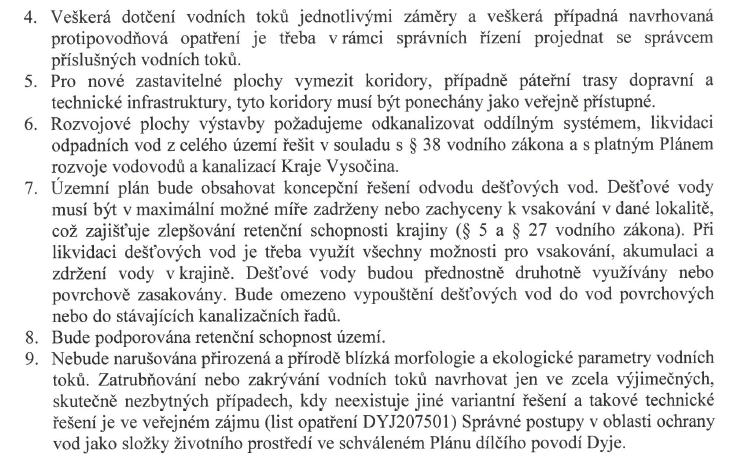 4. Veškerá dotčení vodních toků jednotlivými záměry a veškerá případná navrhovaná
protipovodňová opatření je třeba v rámci správních řízení projednat se správcem
příslušných vodních toků.
5. Pro nové zastavitelné plochy vymezit koridory, případně páteřní trasy dopravní a
technické infrastruktury, tyto koridory musí být ponechány jako veřejně přístupné.
6. Rozvojové plochy výstavby požadujeme odkanalizovat oddílným systémem, likvidaci
odpadních vod z celého území řešit v souladu s § 38 vodního zákona a s platným Plánem
rozvoje vodovodů a kanalizací Kraje Vysočina.
7. Územní plán bude obsahovat koncepční řešení odvodu dešťových vod. Dešťové vody
musí být v maximální možné míře zadrženy nebo zachyceny k vsakování v dané lokalitě,
což zajišťuje zlepšování retenční schopnosti krajiny (§ 5 a § 27 vodního zákona). Při
likvidaci dešťových vod je třeba využít všechny možnosti pro vsakování, akumulaci a
zdržení vody v krajině. Dešťové vody budou přednostně druhotně využívány nebo
povrchově zasakovány. Bude omezeno vypouštění dešťových vod do vod povrchových
nebo do stávajících kanalizačních řadů.
8. Bude podporována retenční schopnost území.
9. Nebude narušována přirozená a přírodě blízká morfologie a ekologické parametry vodních
toků. Zatrubňování nebo zakrývání vodních toků navrhovat jen ve zcela výjimečných,
skutečně nezbytných případech, kdy neexistuje jiné variantní řešení a takové technické
řešení je ve veřejném zájmu (list opatření DYJ207501) Správné postupy v oblasti ochrany
vod jako složky životního prostředí ve schváleném Plánu dílčího povodí Dyje.